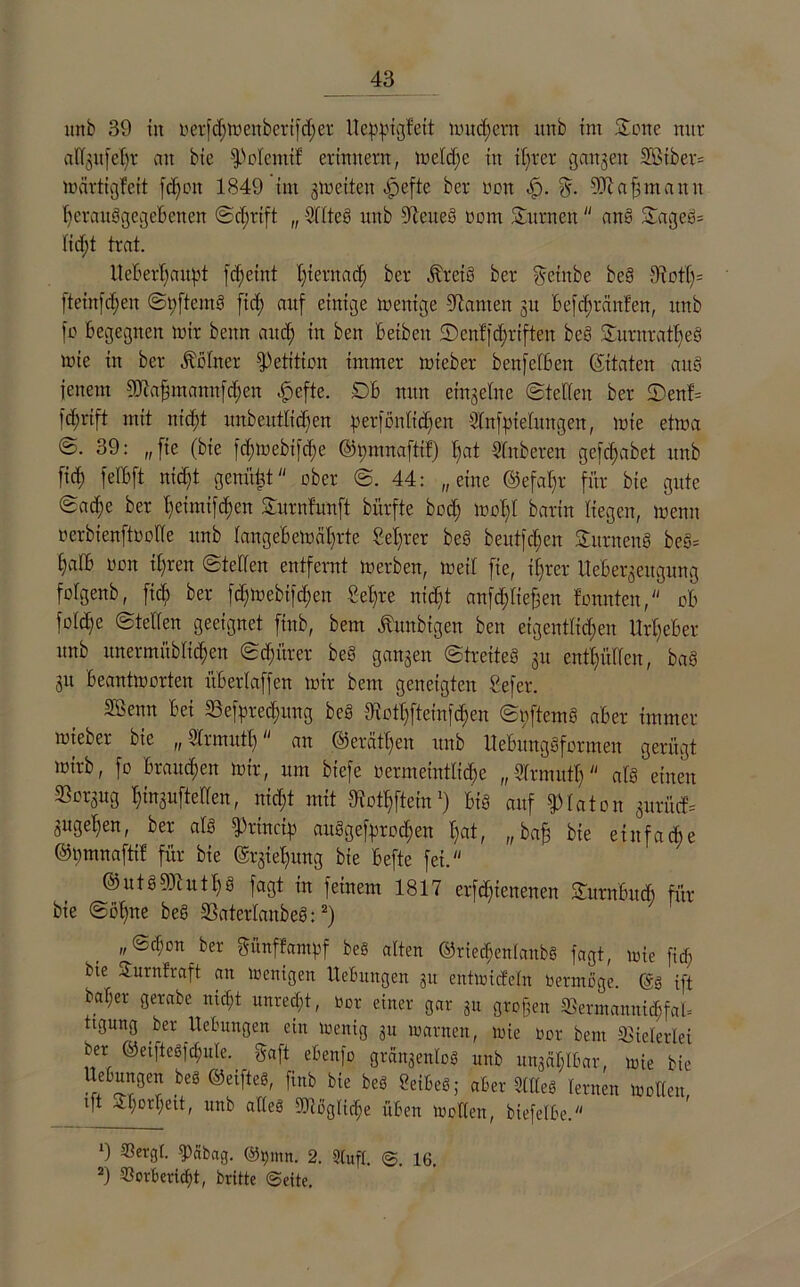 43
und 39 in verschwenderischer Ueppigkeit wuchern und im Tone nur
allzusehr an die Polemik erinnern, welche in ihrer ganzen Wider-
wärtigkeit schon 1849 im zweiten Hefte der von H. F. Maßmann
herausgegebenen Schrift „Altes und Neues vom Turnen" ans Tages-
licht trat.
Ueberhaupt scheint hiernach der Kreis der Feinde des Roth-
stein'schen Systems sich auf einige wenige Namen zu beschränken, und
so begegnen wir denn auch in den beiden Denkschriften des Turnrathes
wie in der Kölner Petition immer wieder denselben Citaten aus
jenem Maßmannschen Hefte. Ob nun einzelne Stellen der Denk-
schrift mit nicht undeutlichen persönlichen Anspielungen, wie etwa
S. 39: „sie (die schwedische Gymnastik) hat Anderen geschadet und
sich selbst nicht genützt" oder S. 44: „eine Gefahr für die gute
Sache der heimischen Turnkunft dürfte doch wohl darin liegen, wenn
verdienstvolle und langebewährte Lehrer des deutschen Turnens des-
halb von ihren Stellen entfernt werden, weil sie, ihrer Ueberzeugung
folgend, sich der schwedischen Lehre nicht anschließen konnten," ob
solche Stellen geeignet sind, dem Kundigen den eigentlichen Urheber
und unermüdlichen Schürer des ganzen Streites zu enthüllen, das
zu beantworten überlassen wir dem geneigten Leser.
Wenn bei Besprechung des Rothsteinschen Systems aber immer
wieder die „Armuth" an Geräthen und Uebungsformen gerügt
wird, so brauchen wir, um diese vermeintliche „Armuth" als einen
Vorzug hinzustellen, nicht mit Rothstein¹) bis auf Platon zurück-
zugehen, der als Princip ausgesprochen hat, „daß die einfache
Gymnastik für die Erziehung die beste sei."
GutsMuths sagt in seinem 1817 erschienenen Turnbuch für
die Söhne des Vaterlandes: ²)
„Schon der Fünfkampf des alten Griechenlands sagt, wie sich
die Turnkraft an wenigen Uebungen zu entwickeln vermöge. Es ist
daher gerade nicht unrecht, vor einer gar zu großen Vermannichfal-
tigung der Uebungen ein wenig zu warnen, wie vor dem Vielerlei
der Geistesschule. Fast ebenso gränzenlos und unzählbar, wie die
Uebungen des Geistes, sind die des Leibes; aber Alles lernen wollen,
ist Thorheit, und alles Mögliche üben wollen, dieselbe."
¹) Vergl. Pädag. Gymn. 2. Aufl. S. 16.
²) Vorbericht, dritte Seite.